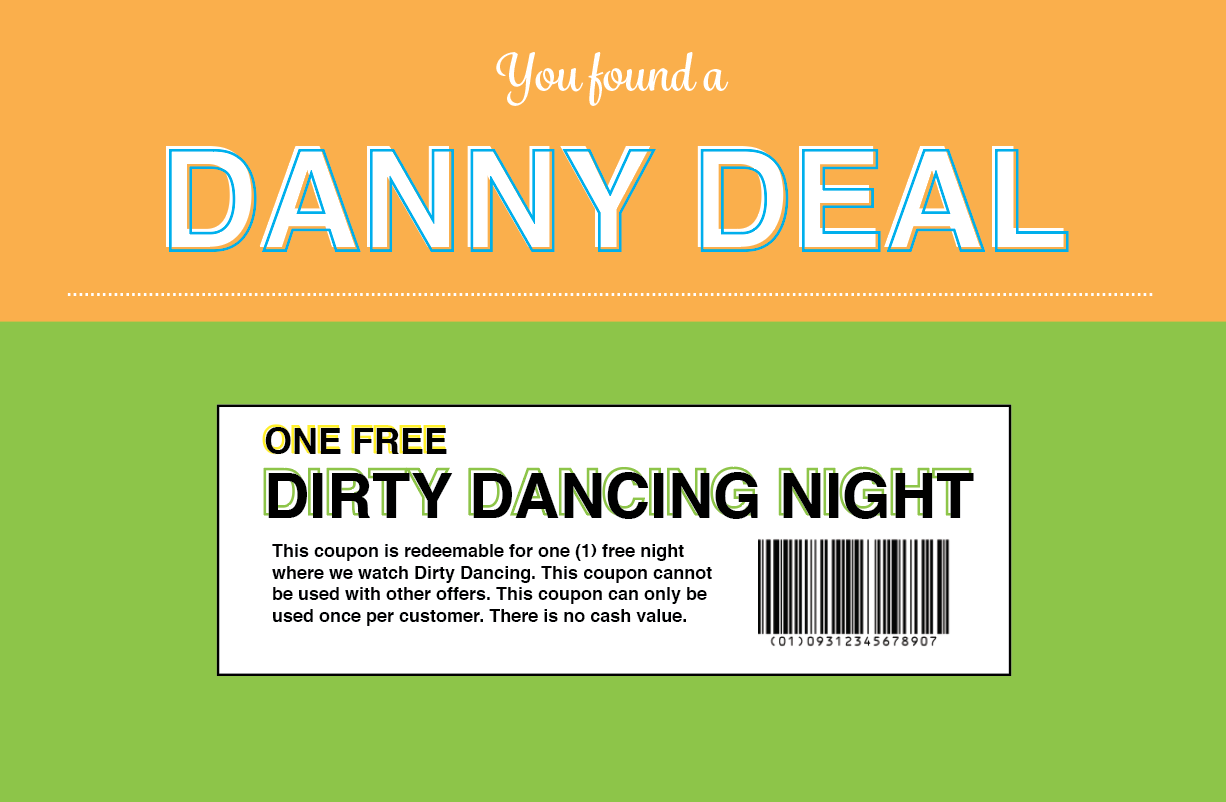 You found a
DANNY DEAL
ONE FREE
DIRTY DANCING NIGHT
This coupon is redeemable for one (1) free night
where we watch Dirty Dancing. This coupon cannot
be used with other offers. This coupon can only be
used once per customer. There is no cash value.
(01)09312345678907